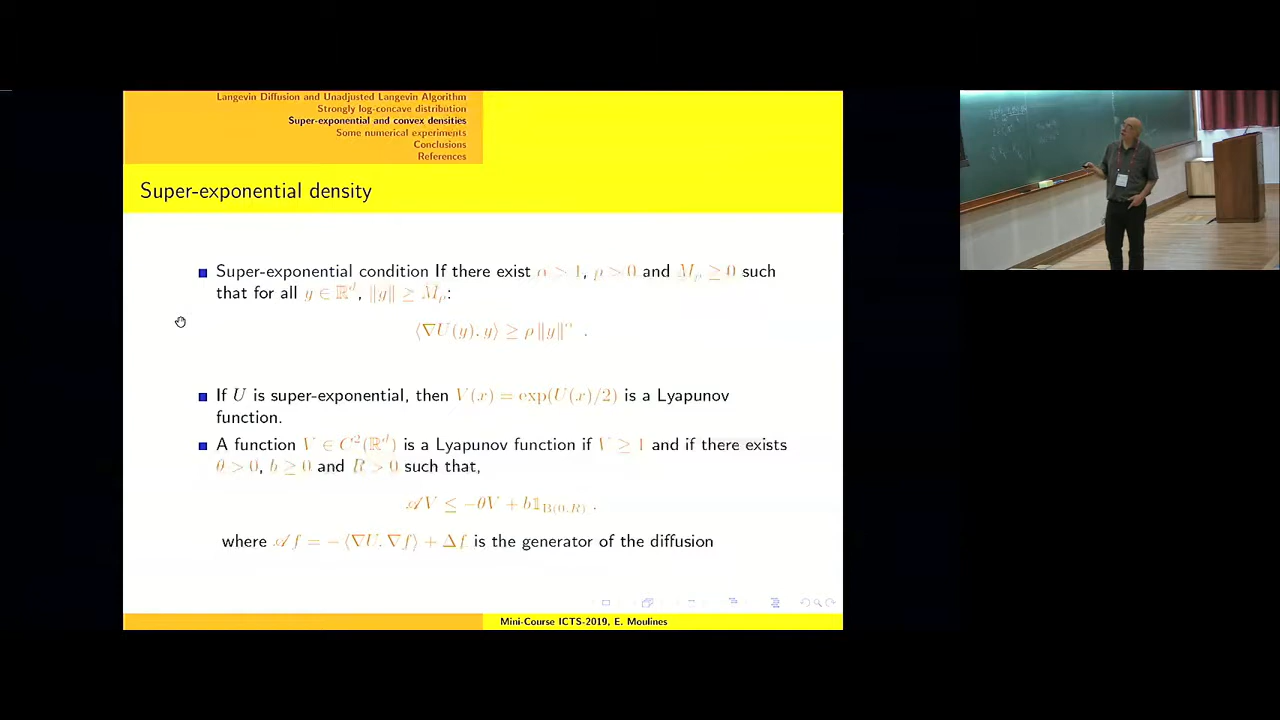 Langevin Diffusion and Unadjusted Langevin Algorithm
Strongly log-concave distribution
Super-exponential and convex densities
Some numerical experiments
Conclusions
References
Super-exponential density
Super-exponential condition If there exist α > 1, ρ > 0 and M_ρ ≥ 0 such
that for all y ∈ ℝ^d, ‖y‖ ≥ M_ρ:
⟨∇U(y), y⟩ ≥ ρ ‖y‖^α .
If U is super-exponential, then V(x) = exp(U(x)/2) is a Lyapunov
function.
A function V ∈ C^2(ℝ^d) is a Lyapunov function if V ≥ 1 and if there exists
θ > 0, b ≥ 0 and R > 0 such that,
𝒜V ≤ −θV + b𝟙_B(0,R) .
where 𝒜f = −⟨∇U, ∇f⟩ + Δf is the generator of the diffusion
Mini-Course ICTS-2019, E. Moulines